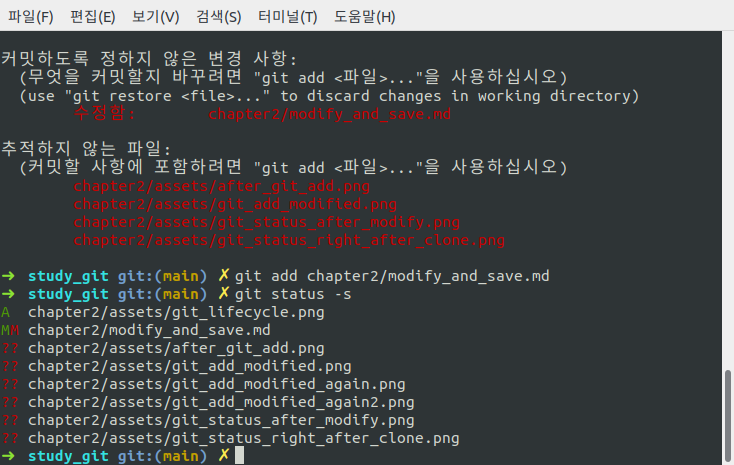 파일(F) 편집(E) 보기(V) 검색(S) 터미널(T) 도움말(H)
커밋하도록 정하지 않은 변경 사항:
(무엇을 커밋할지 바꾸려면 "git add <파일>..."을 사용하십시오)
(use "git restore <file>..." to discard changes in working directory)
수정함: chapter2/modify_and_save.md
추적하지 않는 파일:
(커밋할 사항에 포함하려면 "git add <파일>..."을 사용하십시오)
chapter2/assets/after_git_add.png
chapter2/assets/git_add_modified.png
chapter2/assets/git_status_after_modify.png
chapter2/assets/git_status_right_after_clone.png
➜ study_git git:(main) ✗ git add chapter2/modify_and_save.md
➜ study_git git:(main) ✗ git status -s
A chapter2/assets/git_lifecycle.png
MM chapter2/modify_and_save.md
?? chapter2/assets/after_git_add.png
?? chapter2/assets/git_add_modified.png
?? chapter2/assets/git_add_modified_again.png
?? chapter2/assets/git_add_modified_again2.png
?? chapter2/assets/git_status_after_modify.png
?? chapter2/assets/git_status_right_after_clone.png
➜ study_git git:(main) ✗